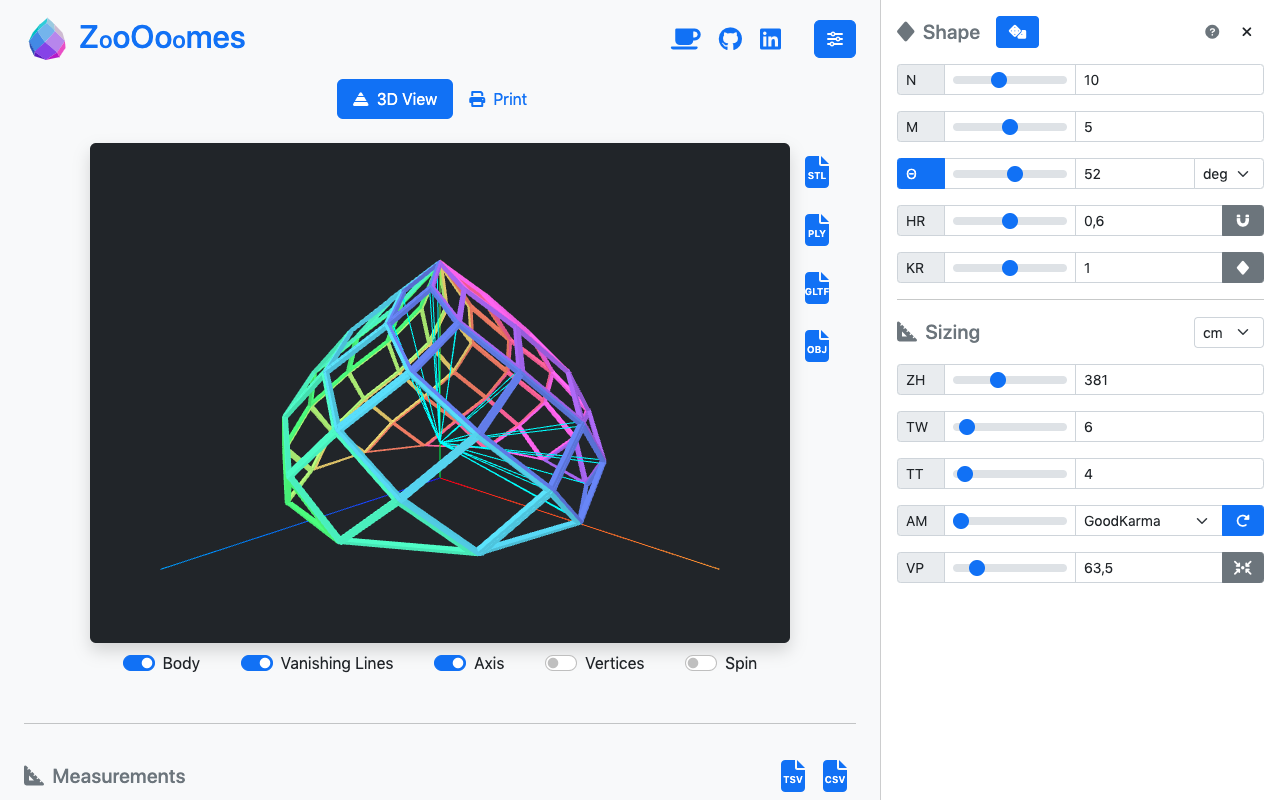 ZooOoomes
3D View
Print
STL
PLY
GLTF
OBJ
Body
Vanishing Lines
Axis
Vertices
Spin
Measurements
TSV
CSV
Shape
N 10
M 5
Θ 52 deg
HR 0,6
KR 1
Sizing cm
ZH 381
TW 6
TT 4
AM GoodKarma
VP 63,5